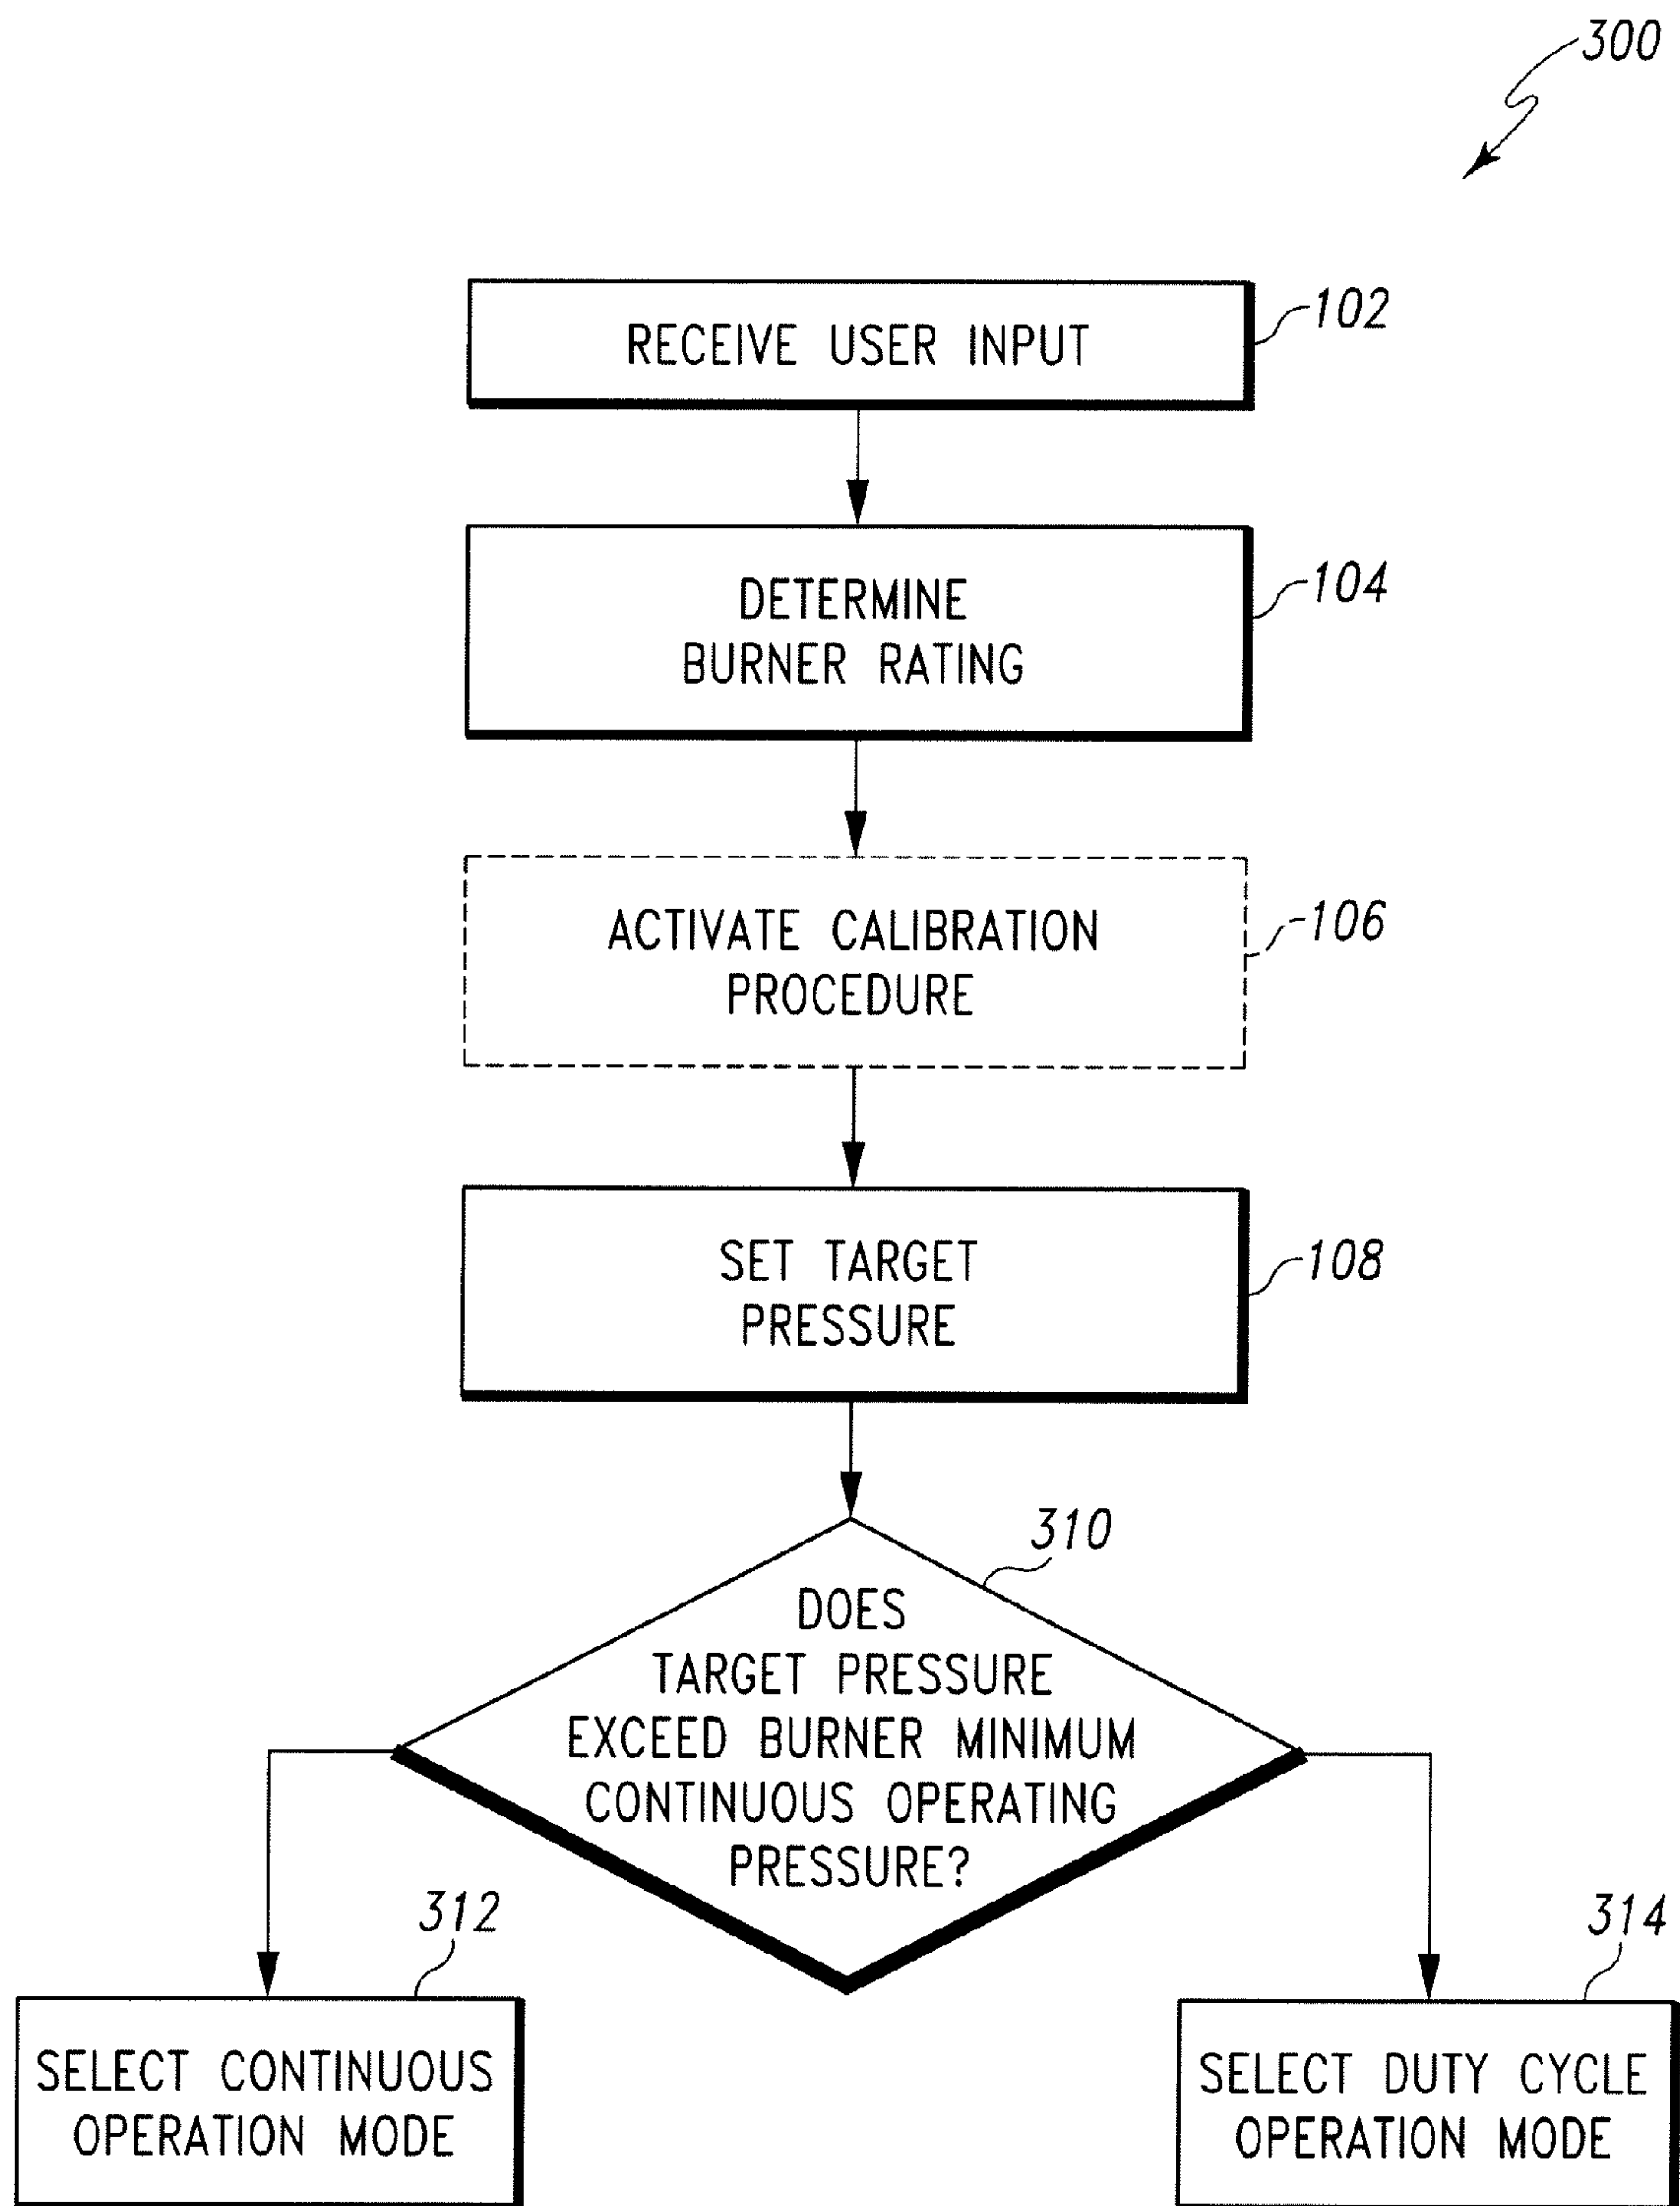 300
RECEIVE USER INPUT
102
DETERMINE
BURNER RATING
104
ACTIVATE CALIBRATION
PROCEDURE
106
SET TARGET
PRESSURE
108
310
DOES
TARGET PRESSURE
EXCEED BURNER MINIMUM
CONTINUOUS OPERATING
PRESSURE?
312
SELECT CONTINUOUS
OPERATION MODE
314
SELECT DUTY CYCLE
OPERATION MODE